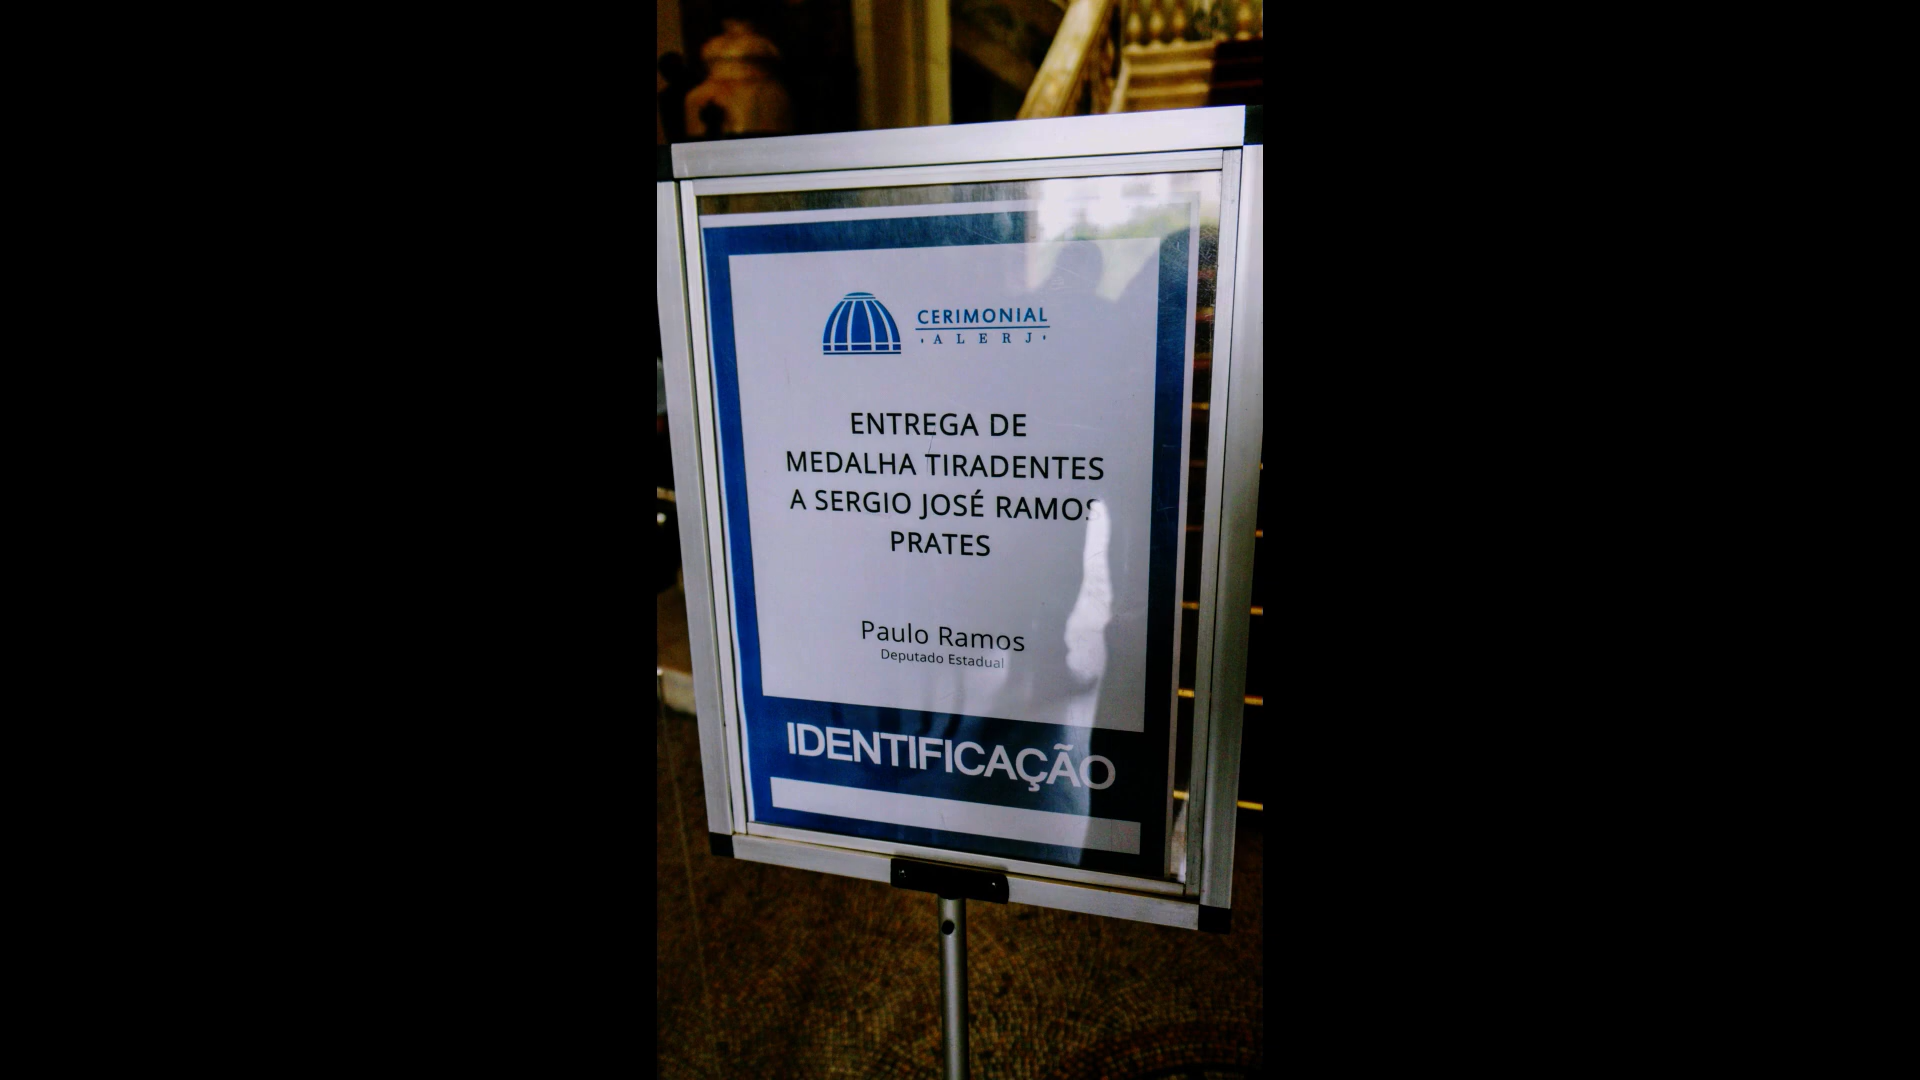 CERIMONIAL
ALERJ
ENTREGA DE
MEDALHA TIRADENTES
A SERGIO JOSÉ RAMOS
PRATES
Paulo Ramos
Deputado Estadual
IDENTIFICAÇÃO